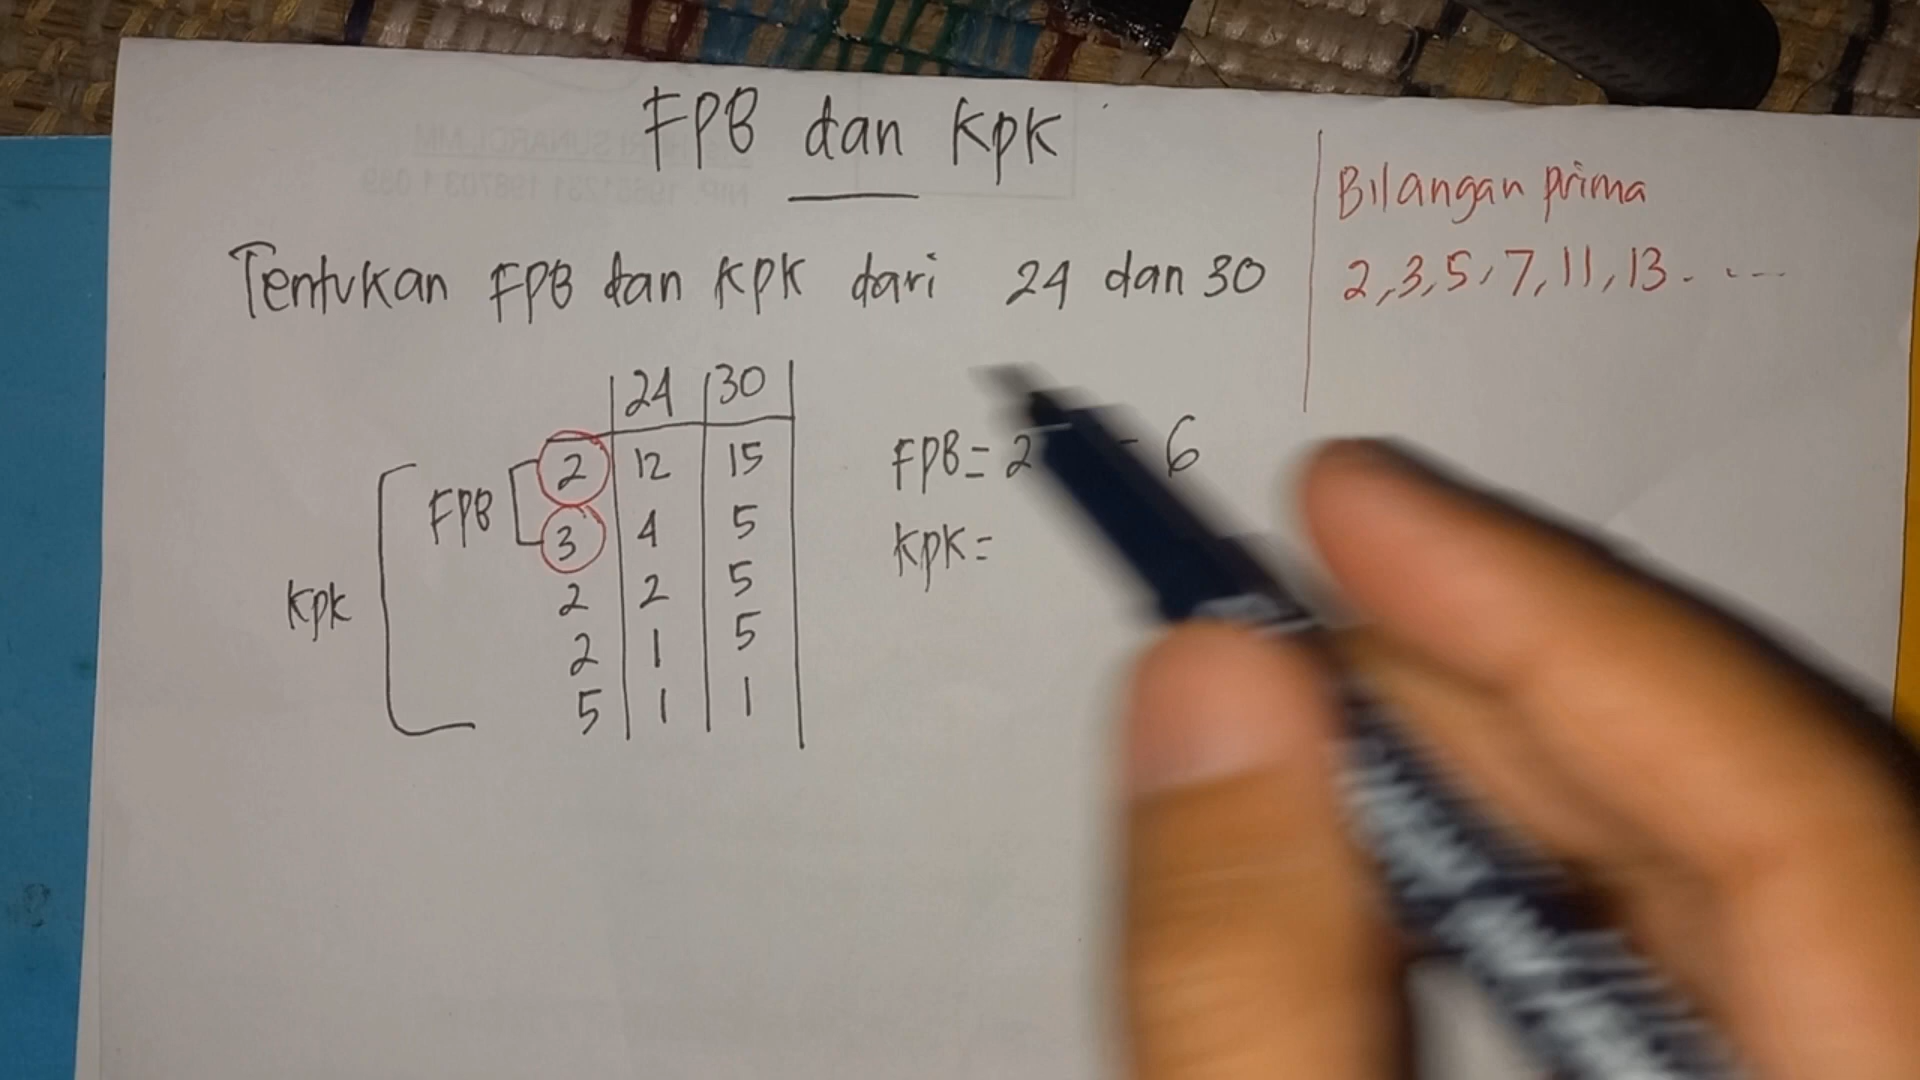 FPB dan KPK
Tentukan FPB dan KPK dari 24 dan 30
Bilangan prima
2, 3, 5, 7, 11, 13. ....
24 30
2 12 15
3 4 5
2 2 5
2 1 5
5 1 1
FPB
KPK
FPB = 2 = 6
KPK =